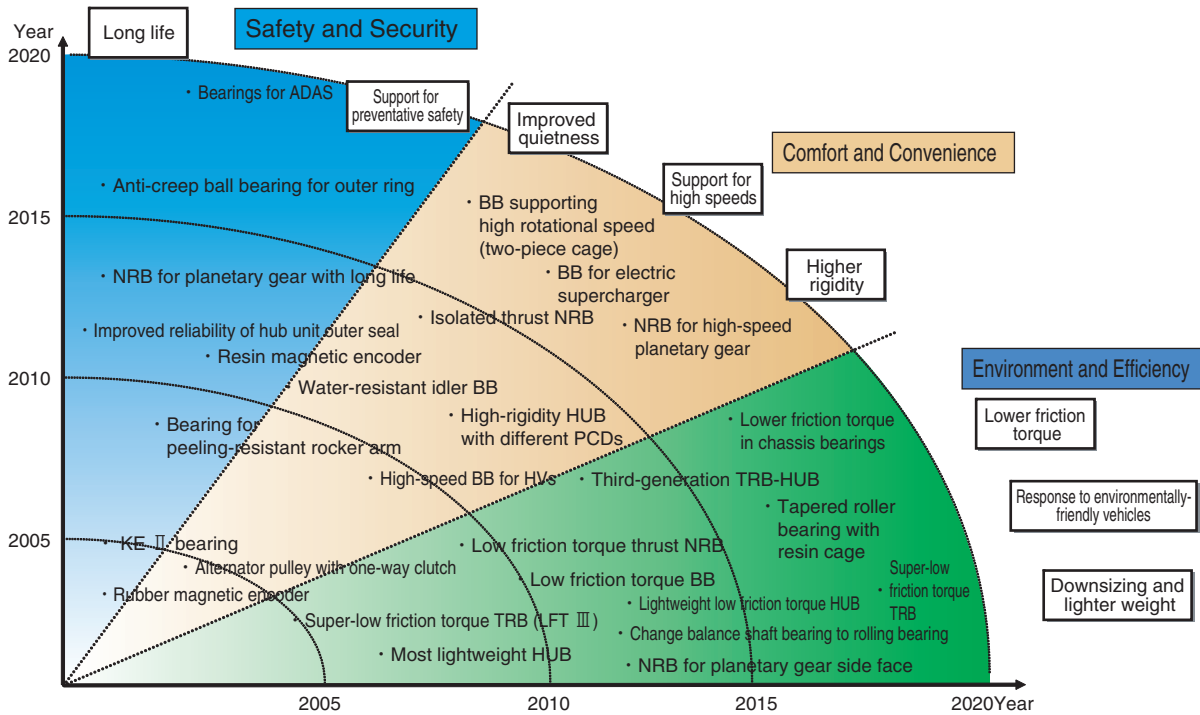 Year
Long life
Safety and Security
2020
・Bearings for ADAS
Support for
preventative safety
Improved
quietness
Comfort and Convenience
・Anti-creep ball bearing for outer ring
Support for
high speeds
2015
・BB supporting
high rotational speed
(two-piece cage)
・NRB for planetary gear with long life
・BB for electric
supercharger
Higher
rigidity
・Isolated thrust NRB
・NRB for high-speed
planetary gear
・Improved reliability of hub unit outer seal
・Resin magnetic encoder
Environment and Efficiency
2010
・Water-resistant idler BB
・High-rigidity HUB
with different PCDs
・Lower friction torque
in chassis bearings
Lower friction
torque
・Bearing for
peeling-resistant rocker arm
・High-speed BB for HVs
・Third-generation TRB-HUB
Response to environmentally-
friendly vehicles
・Tapered roller
bearing with
resin cage
2005
・KE Ⅱ bearing
・Low friction torque thrust NRB
・Alternator pulley with one-way clutch
・Low friction torque BB
・Super-low
friction torque
TRB
Downsizing and
lighter weight
・Rubber magnetic encoder
・Lightweight low friction torque HUB
・Super-low friction torque TRB (LFT Ⅲ)
・Change balance shaft bearing to rolling bearing
・Most lightweight HUB
・NRB for planetary gear side face
2005
2010
2015
2020Year